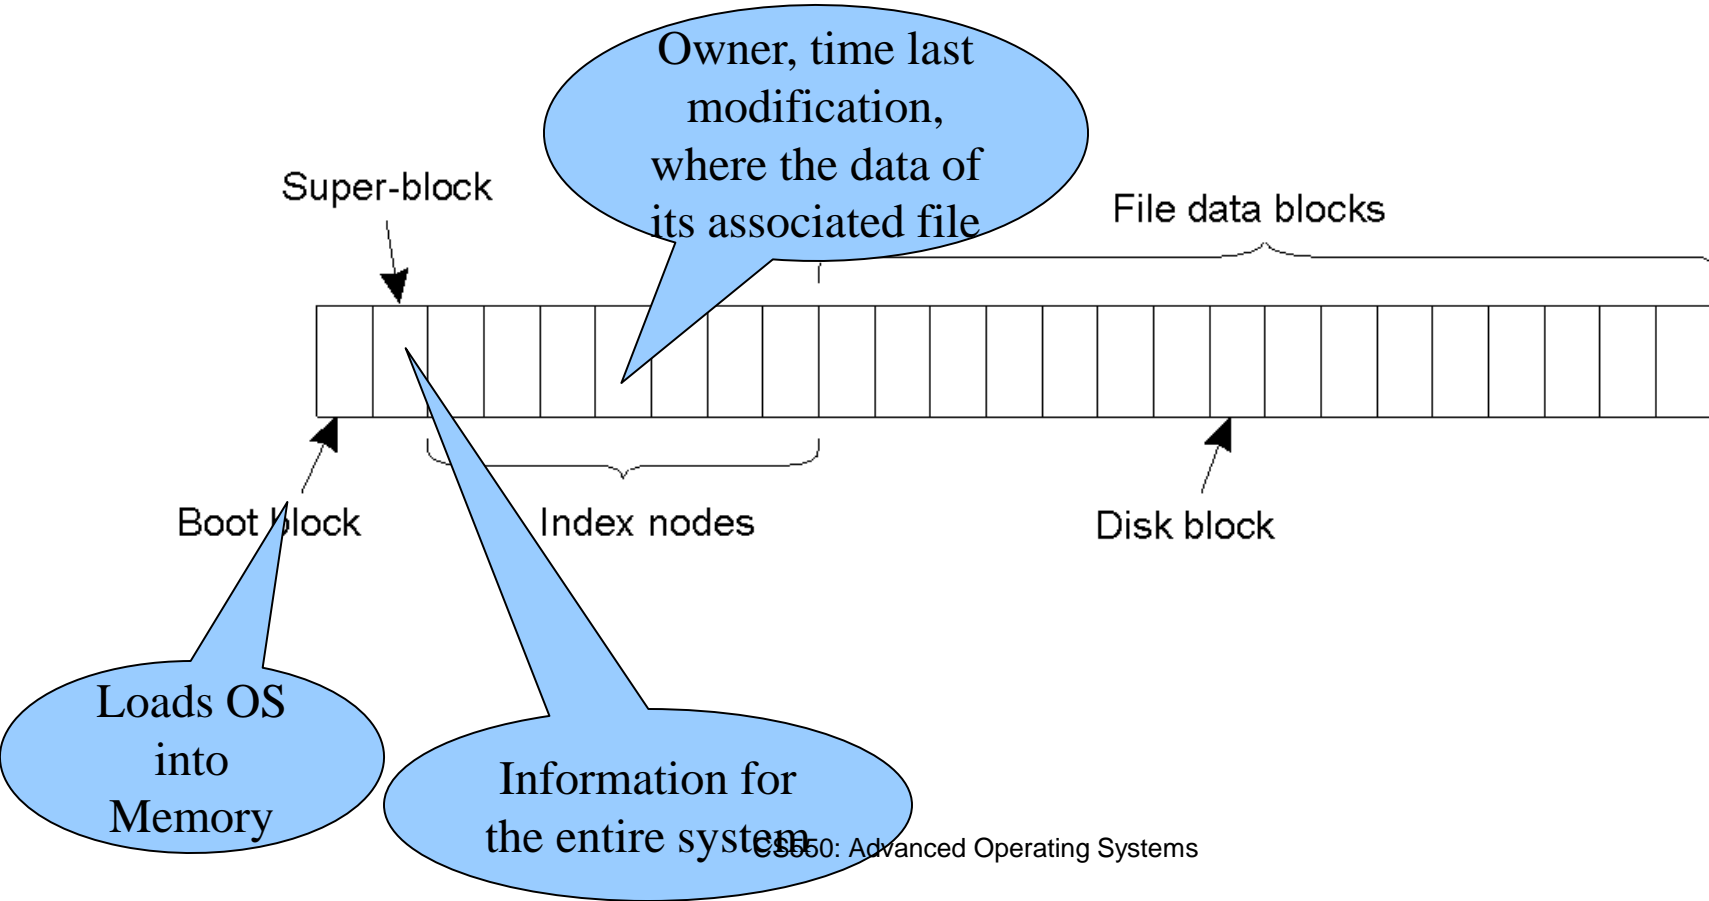 Owner, time last
modification,
where the data of
its associated file
Super-block
File data blocks
Boot block
Index nodes
Disk block
Loads OS
into
Memory
Information for
the entire system
CS550: Advanced Operating Systems